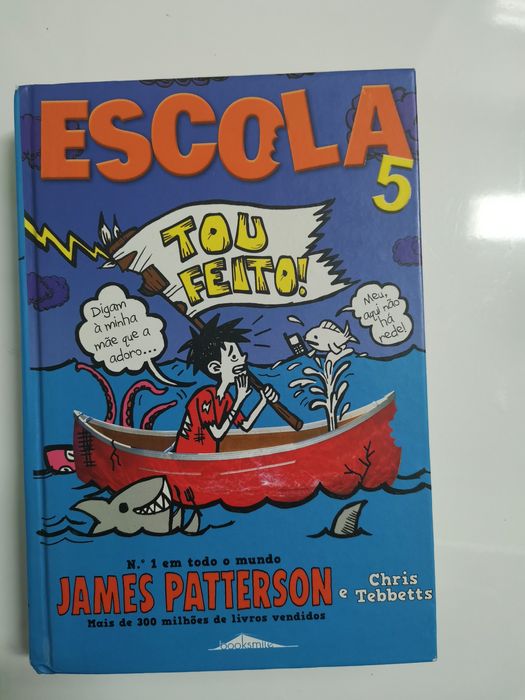 ESCOLA
5
TOU
FEITO!
Digam
à minha
mãe que a
adoro...
Meu,
aqui não
há
rede!
N.º 1 em todo o mundo
JAMES PATTERSON e Chris Tebbetts
Mais de 300 milhões de livros vendidos
booksmile